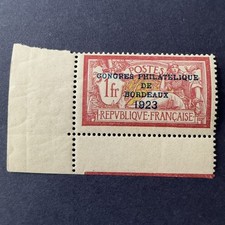 POSTES
CONGRES PHILATELIQUE
DE
BORDEAUX
1923
1fr
REPUBLIQUE FRANÇAISE